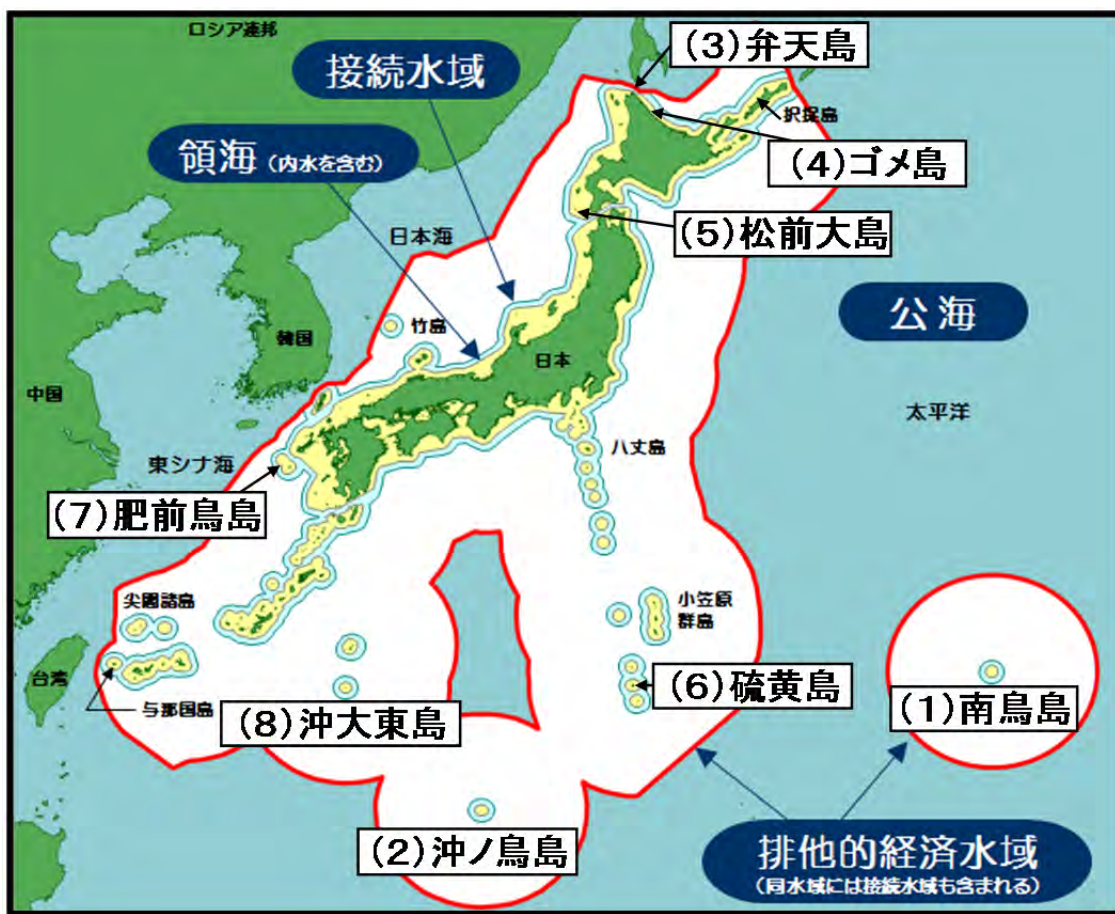 ロシア連邦
(3)弁天島
接続水域
択捉島
領海(内水を含む)
(4)ゴメ島
(5)松前大島
日本海
公海
竹島
韓国
日本
中国
太平洋
東シナ海
八丈島
(7)肥前鳥島
尖閣諸島
小笠原
群島
台湾
(6)硫黄島
(1)南鳥島
与那国島
(8)沖大東島
(2)沖ノ鳥島
排他的経済水域
(同水域には接続水域も含まれる)